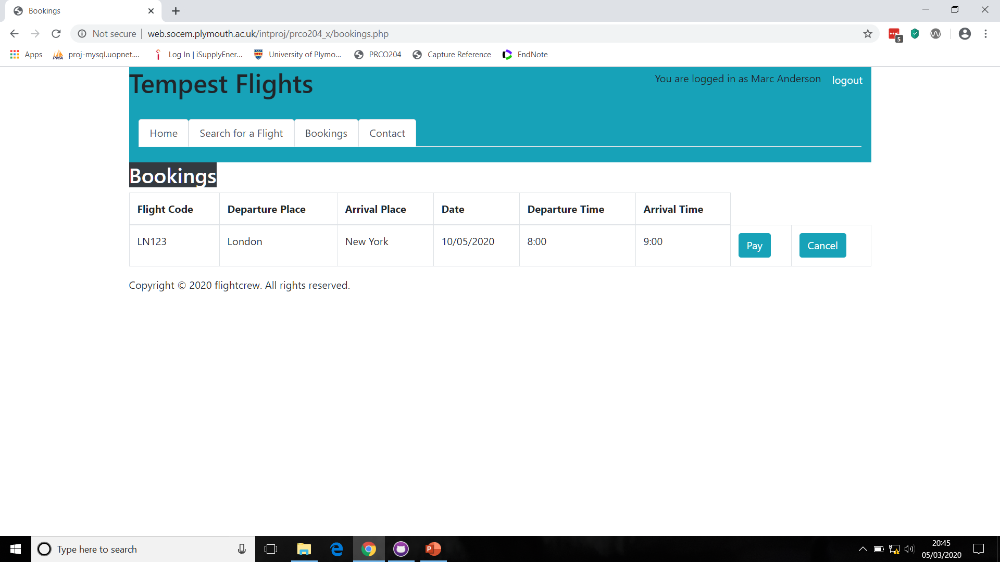 Bookings
Not secure | web.socem.plymouth.ac.uk/intproj/prco204_x/bookings.php
5
Apps PMA proj-mysql.uopnet.... Log In | iSupplyEner... University of Plymo... PRCO204 Capture Reference EndNote
Tempest Flights You are logged in as Marc Anderson logout
Home Search for a Flight Bookings Contact
Bookings
Flight Code Departure Place Arrival Place Date Departure Time Arrival Time
LN123 London New York 10/05/2020 8:00 9:00 Pay Cancel
Copyright © 2020 flightcrew. All rights reserved.
Type here to search
P
20:45
05/03/2020